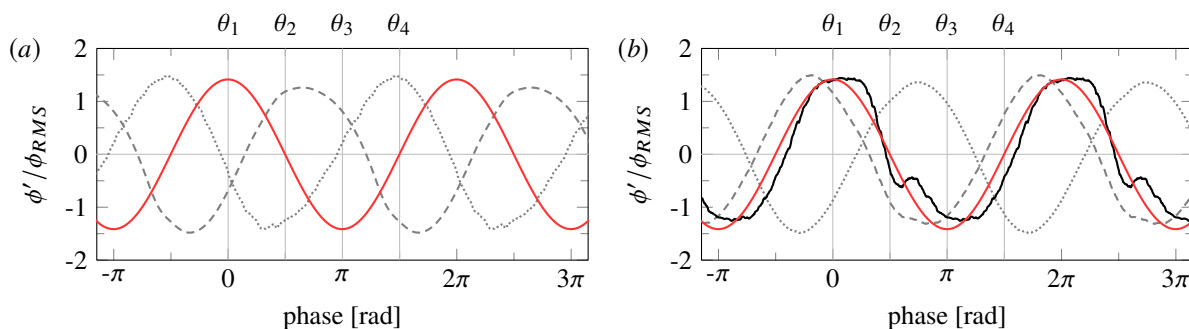 θ1 θ2 θ3 θ4
(a)
ϕ′/ϕRMS
2
1
0
-1
-2
-π 0 π 2π 3π
phase [rad]
θ1 θ2 θ3 θ4
(b)
ϕ′/ϕRMS
2
1
0
-1
-2
-π 0 π 2π 3π
phase [rad]